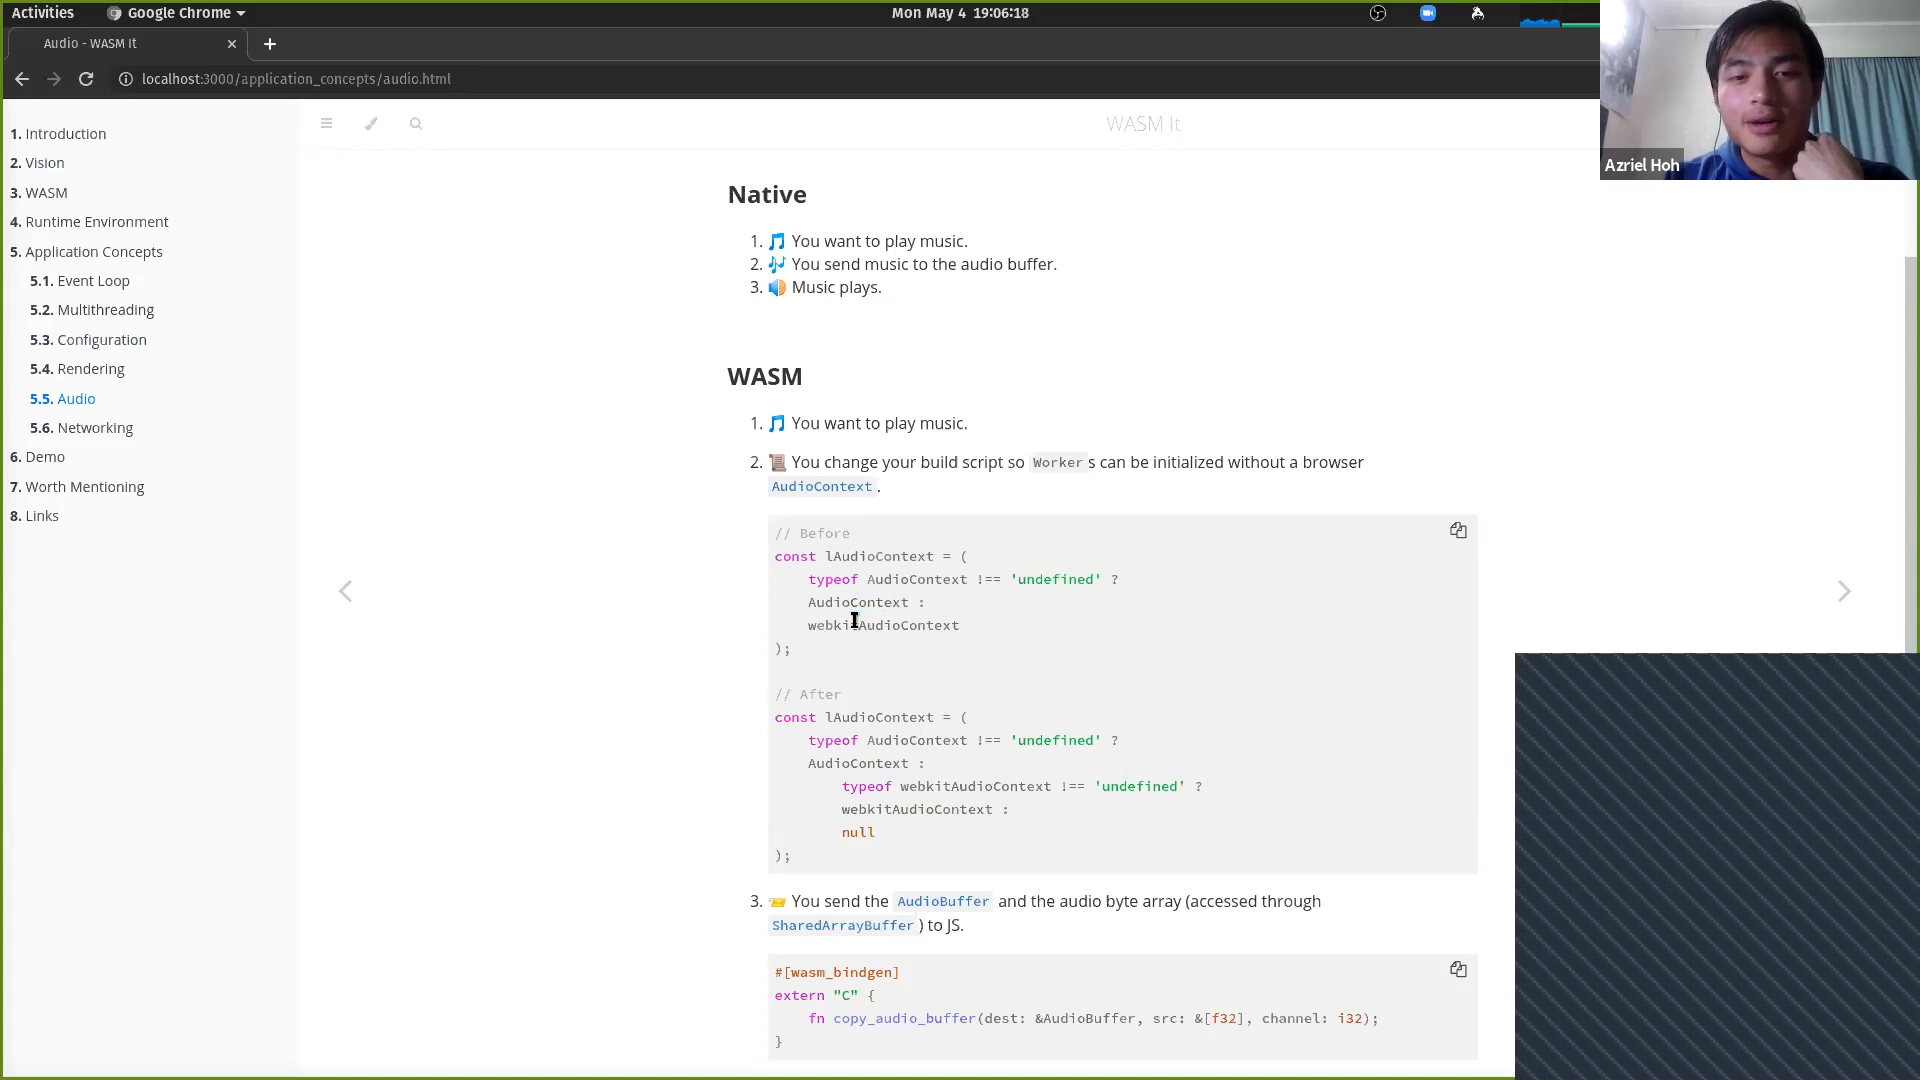 Activities
Google Chrome
Mon May 4 19:06:18
Audio - WASM It
localhost:3000/application_concepts/audio.html
Azriel Hoh
1. Introduction
2. Vision
3. WASM
4. Runtime Environment
5. Application Concepts
5.1. Event Loop
5.2. Multithreading
5.3. Configuration
5.4. Rendering
5.5. Audio
5.6. Networking
6. Demo
7. Worth Mentioning
8. Links
WASM It
Native
1. 🎵 You want to play music.
2. 🎶 You send music to the audio buffer.
3. 🔊 Music plays.
WASM
1. 🎵 You want to play music.
2. 📜 You change your build script so Workers can be initialized without a browser
AudioContext.
// Before
const lAudioContext = (
typeof AudioContext !== 'undefined' ?
AudioContext :
webkitAudioContext
);
// After
const lAudioContext = (
typeof AudioContext !== 'undefined' ?
AudioContext :
typeof webkitAudioContext !== 'undefined' ?
webkitAudioContext :
null
);
3. 📨 You send the AudioBuffer and the audio byte array (accessed through
SharedArrayBuffer) to JS.
#[wasm_bindgen]
extern "C" {
fn copy_audio_buffer(dest: &AudioBuffer, src: &[f32], channel: i32);
}